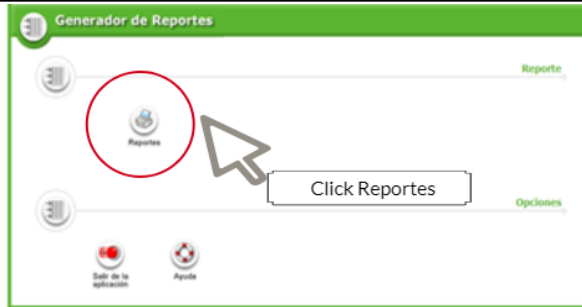 Generador de Reportes
Reporte
Reportes
Click Reportes
Opciones
Salir de la
aplicación
Ayuda